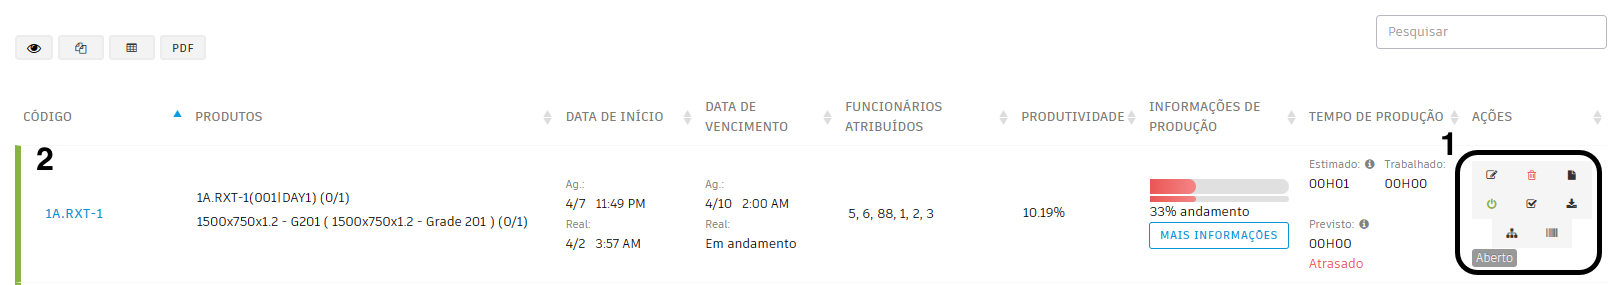 Pesquisar
PDF
CÓDIGO
PRODUTOS
DATA DE INÍCIO
DATA DE
VENCIMENTO
FUNCIONÁRIOS
ATRIBUÍDOS
PRODUTIVIDADE
INFORMAÇÕES DE
PRODUÇÃO
TEMPO DE PRODUÇÃO
AÇÕES
1
2
1A.RXT-1
1A.RXT-1(001|DAY1) (0/1)
1500x750x1.2 - G201 ( 1500x750x1.2 - Grade 201 ) (0/1)
Ag.:
4/7 11:49 PM
Real:
4/2 3:57 AM
Ag.:
4/10 2:00 AM
Real:
Em andamento
5, 6, 88, 1, 2, 3
10.19%
33% andamento
MAIS INFORMAÇÕES
Estimado: Trabalhado:
00H01 00H00
Previsto:
00H00
Atrasado
Aberto